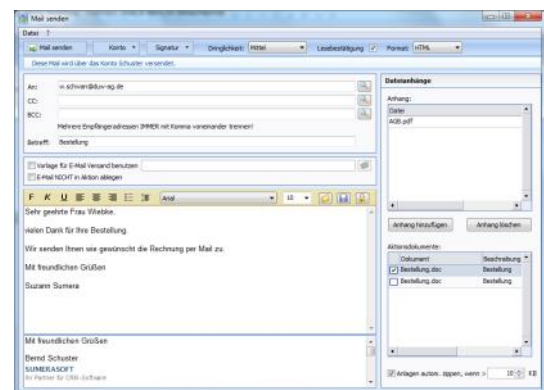 Mail senden
Datei ?
Mail senden Konto Signatur Dringlichkeit: Mittel Lesebestätigung Format: HTML
Diese Mail wird über das Konto Schuster versendet.
An: w.schwan@duw-ag.de
CC:
BCC:
Mehrere Empfängeradressen IMMER mit Komma voneinander trennen!
Betreff: Bestellung
Vorlage für E-Mail Versand benutzen
E-Mail NICHT in Aktion ablegen
F K U Arial 10
Sehr geehrte Frau Wiebke,
vielen Dank für Ihre Bestellung.
Wir senden Ihnen wie gewünscht die Rechnung per Mail zu.
Mit freundlichen Grüßen
Suzann Sumera
Mit freundlichen Grüßen
Bernd Schuster
SUMERASOFT
Ihr Partner für CRM-Software
Dateianhänge
Anhang:
Datei
AGB.pdf
Anhang hinzufügen Anhang löschen
Aktionsdokumente:
Dokument Beschreibung
Bestellung.doc Bestellung
Bestellung.doc Bestellung
Anlagen autom. zippen, wenn > 10 KB